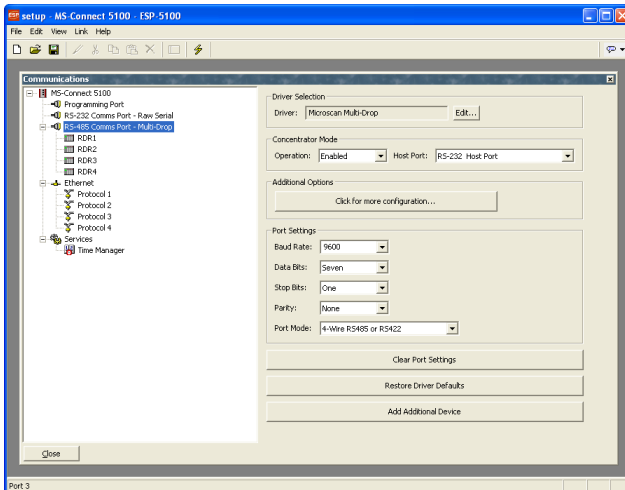 setup - MS-Connect 5100 - ESP-5100
File Edit View Link Help
Communications
MS-Connect 5100
Programming Port
RS-232 Comms Port - Raw Serial
RS-485 Comms Port - Multi-Drop
RDR1
RDR2
RDR3
RDR4
Ethernet
Protocol 1
Protocol 2
Protocol 3
Protocol 4
Services
Time Manager
Close
Driver Selection
Driver: Microscan Multi-Drop Edit...
Concentrator Mode
Operation: Enabled Host Port: RS-232 Host Port
Additional Options
Click for more configuration...
Port Settings
Baud Rate: 9600
Data Bits: Seven
Stop Bits: One
Parity: None
Port Mode: 4-Wire RS485 or RS422
Clear Port Settings
Restore Driver Defaults
Add Additional Device
Port 3